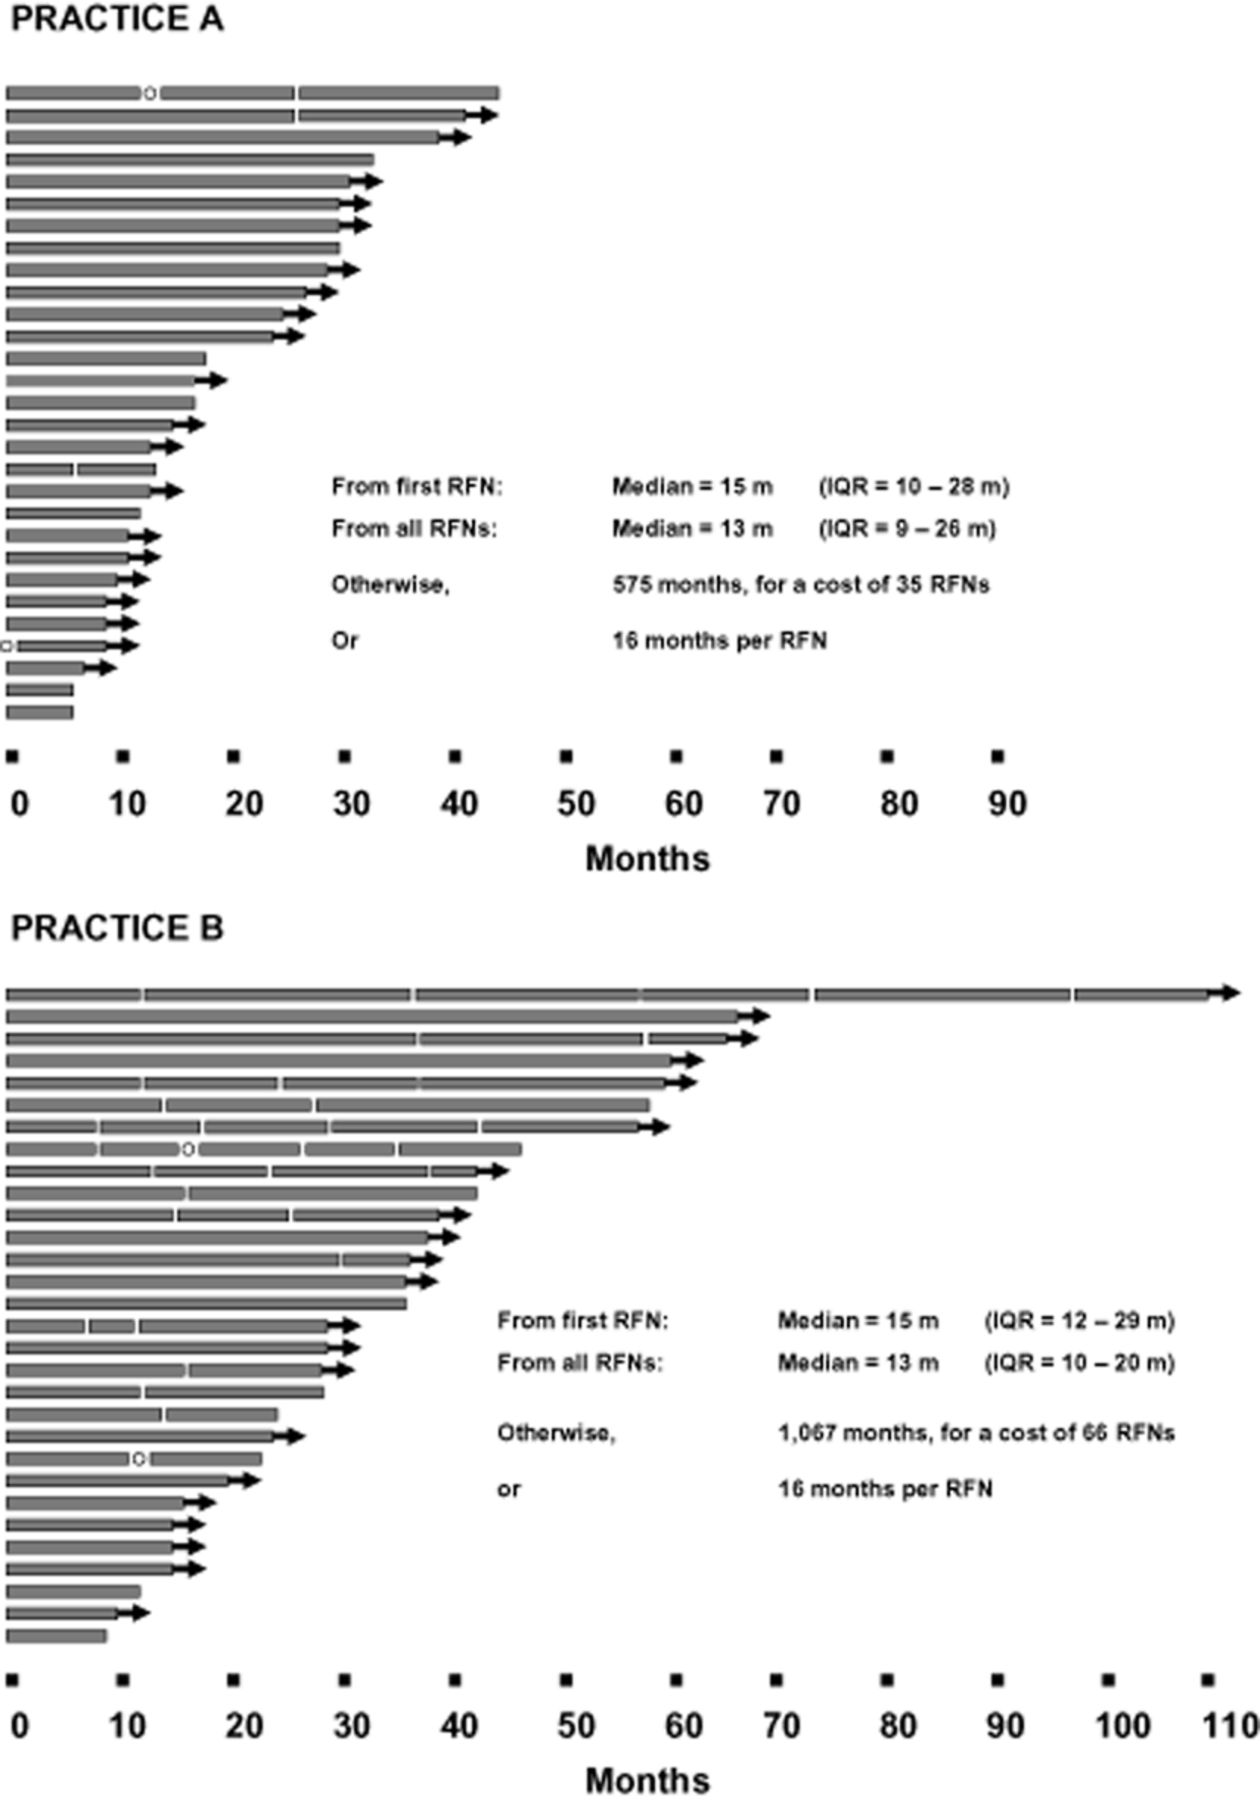 PRACTICE A
From first RFN: Median = 15 m (IQR = 10 – 28 m)
From all RFNs: Median = 13 m (IQR = 9 – 26 m)
Otherwise, 575 months, for a cost of 35 RFNs
Or 16 months per RFN
0 10 20 30 40 50 60 70 80 90
Months
PRACTICE B
From first RFN: Median = 15 m (IQR = 12 – 29 m)
From all RFNs: Median = 13 m (IQR = 10 – 20 m)
Otherwise, 1,067 months, for a cost of 66 RFNs
or 16 months per RFN
0 10 20 30 40 50 60 70 80 90 100 110
Months